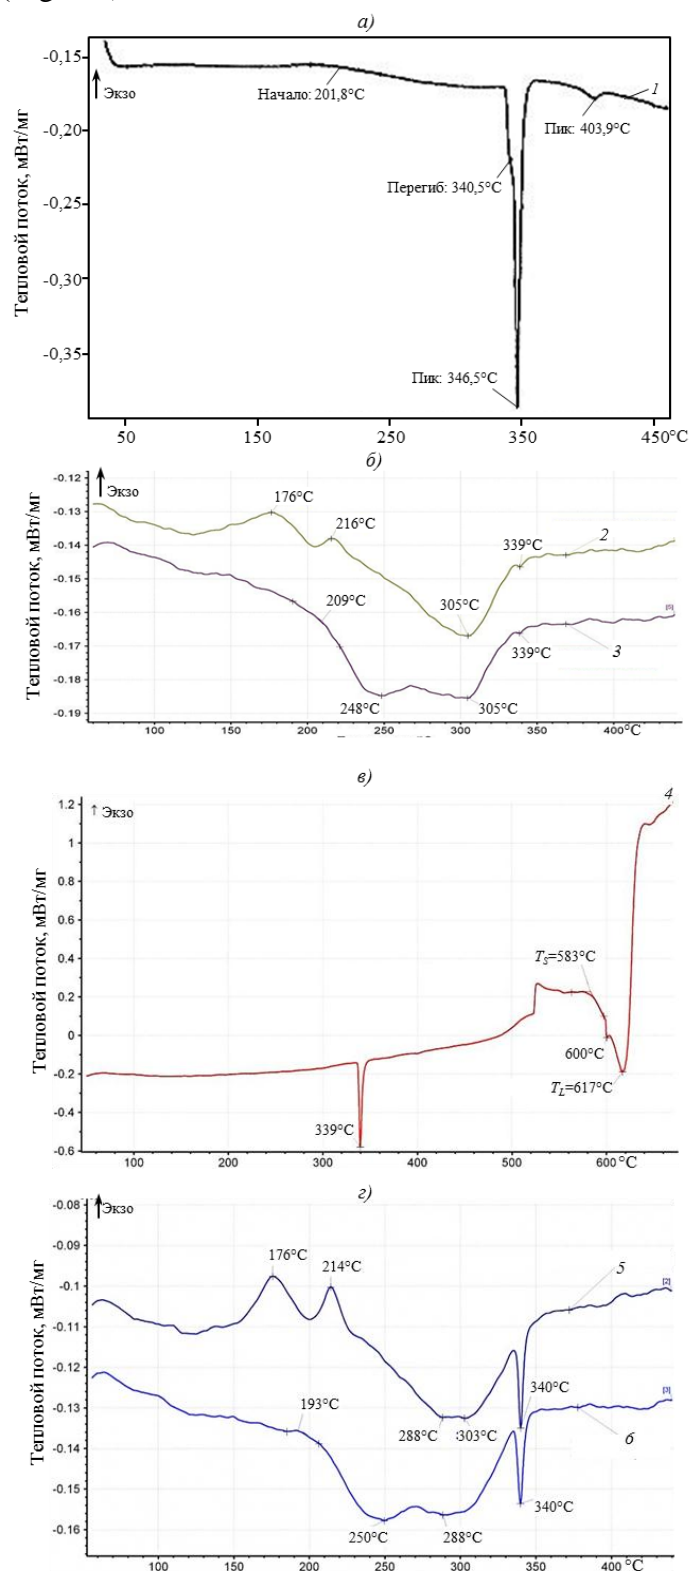 а)
-0,15
Экзо
Начало: 201,8°C
1
Пик: 403,9°C
-0,20
Перегиб: 340,5°C
-0,25
Тепловой поток, мВт/мг
-0,30
-0,35
Пик: 346,5°C
50 150 250 350 450°C
б)
-0.12
Экзо
-0.13
176°C
216°C
2
-0.14
339°C
-0.15
Тепловой поток, мВт/мг
305°C
209°C
-0.16
[5]
339°C
3
-0.17
-0.18
248°C
305°C
-0.19
100 150 200 250 300 350 400°C
в)
4
1.2
↑ Экзо
1
0.8
0.6
Тепловой поток, мВт/мг
0.4
TS=583°C
0.2
0
600°C
-0.2
TL=617°C
-0.4
339°C
-0.6
100 200 300 400 500 600°C
г)
-0.08
Экзо
-0.09
176°C
214°C
5
[2]
-0.1
-0.11
Тепловой поток, мВт/мг
-0.12
340°C
[3]
193°C
-0.13
288°C
303°C
6
-0.14
-0.15
340°C
250°C
288°C
-0.16
100 150 200 250 300 350 400 °C